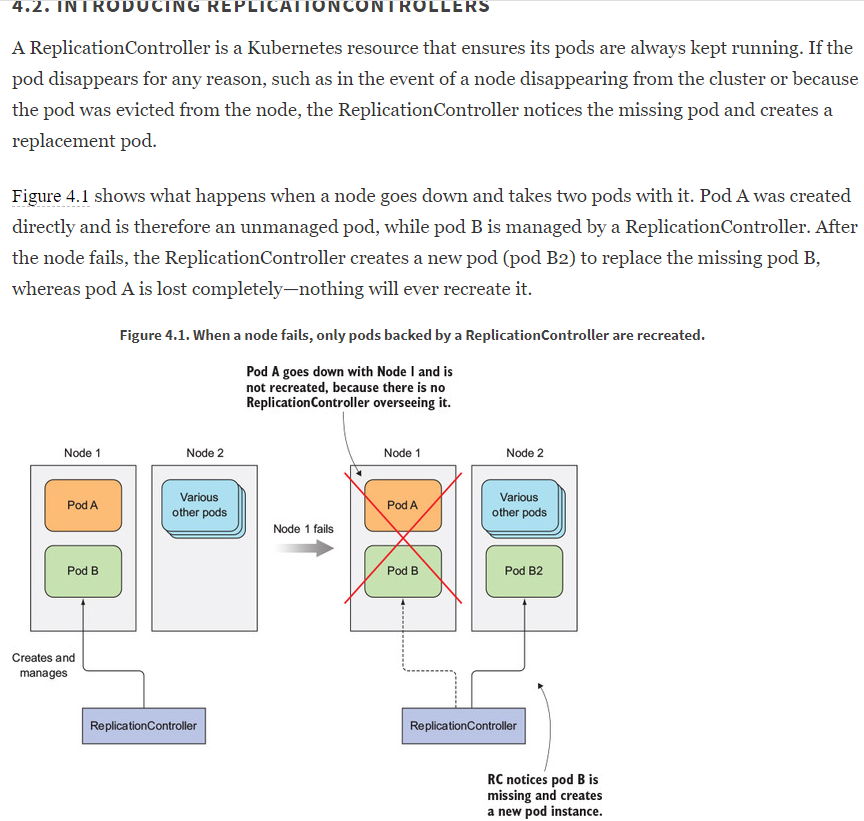 4.2. INTRODUCING REPLICATIONCONTROLLERS
A ReplicationController is a Kubernetes resource that ensures its pods are always kept running. If the
pod disappears for any reason, such as in the event of a node disappearing from the cluster or because
the pod was evicted from the node, the ReplicationController notices the missing pod and creates a
replacement pod.
Figure 4.1 shows what happens when a node goes down and takes two pods with it. Pod A was created
directly and is therefore an unmanaged pod, while pod B is managed by a ReplicationController. After
the node fails, the ReplicationController creates a new pod (pod B2) to replace the missing pod B,
whereas pod A is lost completely—nothing will ever recreate it.
Figure 4.1. When a node fails, only pods backed by a ReplicationController are recreated.
Pod A goes down with Node 1 and is
not recreated, because there is no
ReplicationController overseeing it.
Node 1
Node 2
Pod A
Various
other pods
Pod B
Creates and
manages
ReplicationController
Node 1 fails
Node 1
Node 2
Pod A
Various
other pods
Pod B
Pod B2
ReplicationController
RC notices pod B is
missing and creates
a new pod instance.